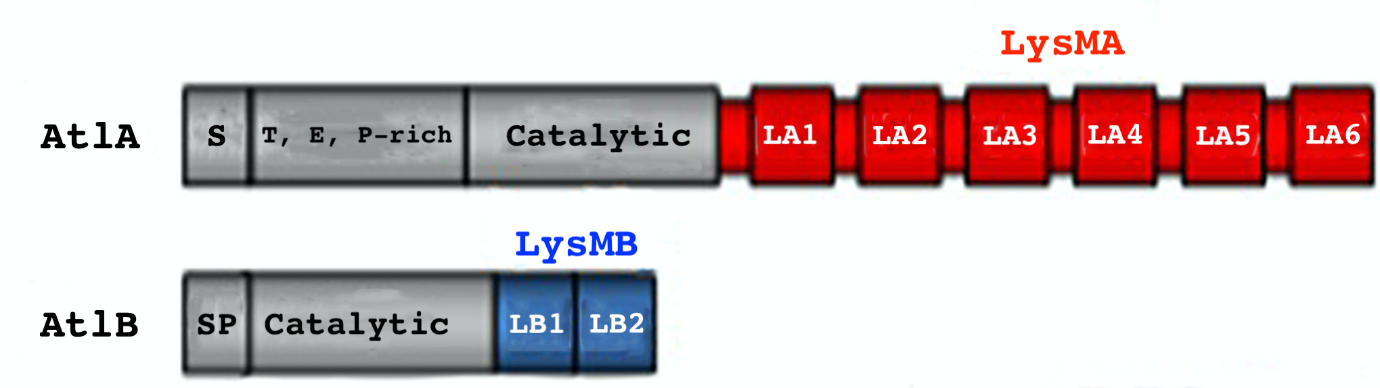 LysMA
AtlA S T, E, P-rich Catalytic LA1 LA2 LA3 LA4 LA5 LA6
LysMB
AtlB SP Catalytic LB1 LB2